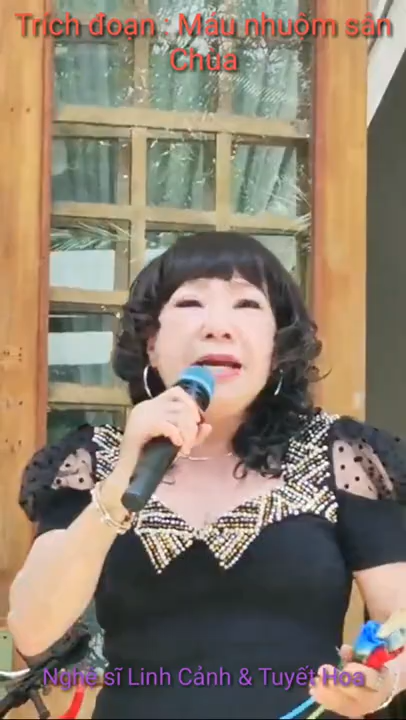 Trích đoạn : Máu nhuộm sân
Chùa
Nghệ sĩ Linh Cảnh & Tuyết Hoa